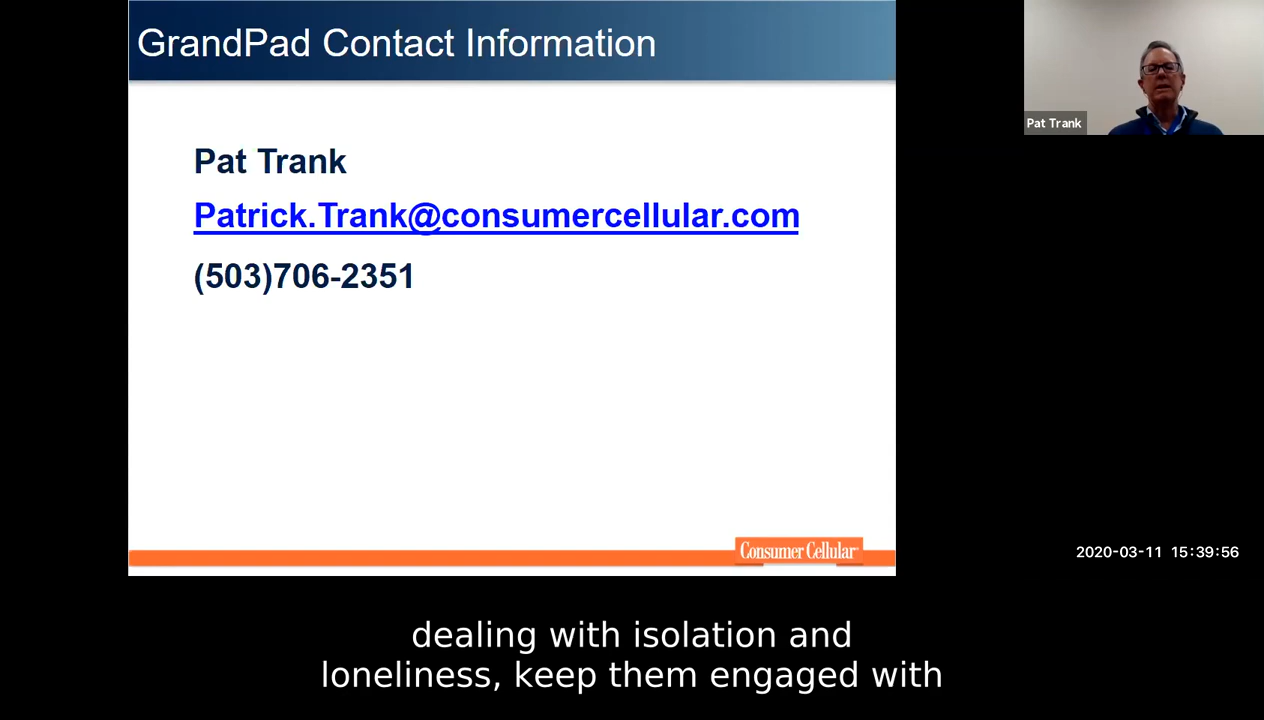 GrandPad Contact Information
Pat Trank
Patrick.Trank@consumercellular.com
(503)706-2351
Consumer Cellular
Pat Trank
2020-03-11 15:39:56
dealing with isolation and
loneliness, keep them engaged with